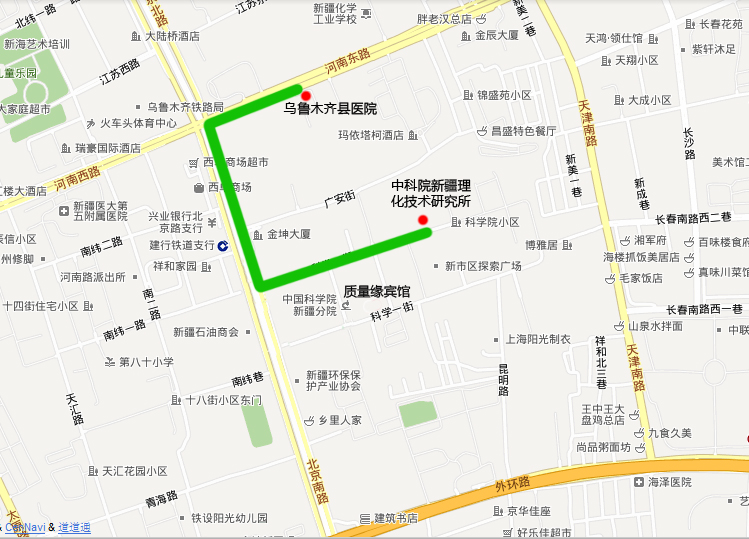 北纬一路
新海艺术培训
大陆桥酒店
新疆化学
工业学校
胖老汉总店
金辰大厦
新美二巷
长春花苑
天鸿·领仕馆
紫轩沐足
天翔小区
河南东路
江苏西路
儿童乐园
大家庭超市
乌鲁木齐铁路局
火车头体育中心
乌鲁木齐县医院
锦盛苑小区
大成小区
天津南路
瑞豪国际酒店
玛依塔柯酒店
昌盛特色餐厅
长沙路
河南西路
新美一巷
新成巷
美术馆
广安街
中科院新疆理
化技术研究所
新疆医大第
五附属医院
兴业银行北
京路支行
建行铁道支行
金坤大厦
科学院小区
长春南路西二巷
南纬二路
博雅居
湘军府
百味楼食府
海楼抓饭美居店
毛家饭店
真味川菜馆
祥和家园
河南路派出所
新市区探索广场
质量缘宾馆
中国科学院
新疆分院
十四街住宅小区
南二路
南纬一路
科学一街
长春南路西一巷
山泉水拌面
新疆石油商会
上海阳光制衣
祥和北三巷
天津南路
第八十小学
南纬巷
新疆环保保
护产业协会
昆明路
天汇路
十八街小区东门
乡里人家
王中王大
盘鸡总店
九食久美
尚品粥面坊
天汇花园小区
北京南路
外环路
海泽医院
青海路
京华佳座
铁设阳光幼儿园
建筑书店
好乐佳超市
道道通